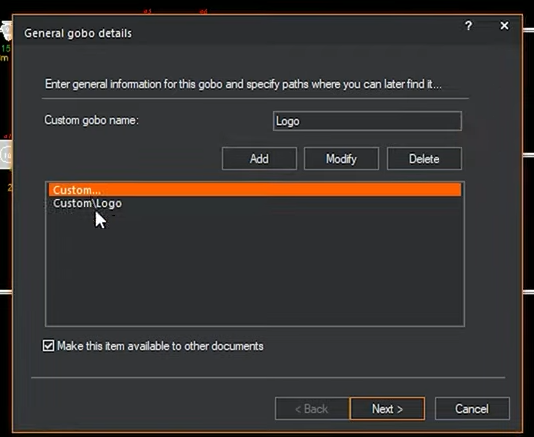 General gobo details
?
Enter general information for this gobo and specify paths where you can later find it...
Custom gobo name:
Logo
Add
Modify
Delete
Custom...
Custom\Logo
Make this item available to other documents
< Back
Next >
Cancel
15